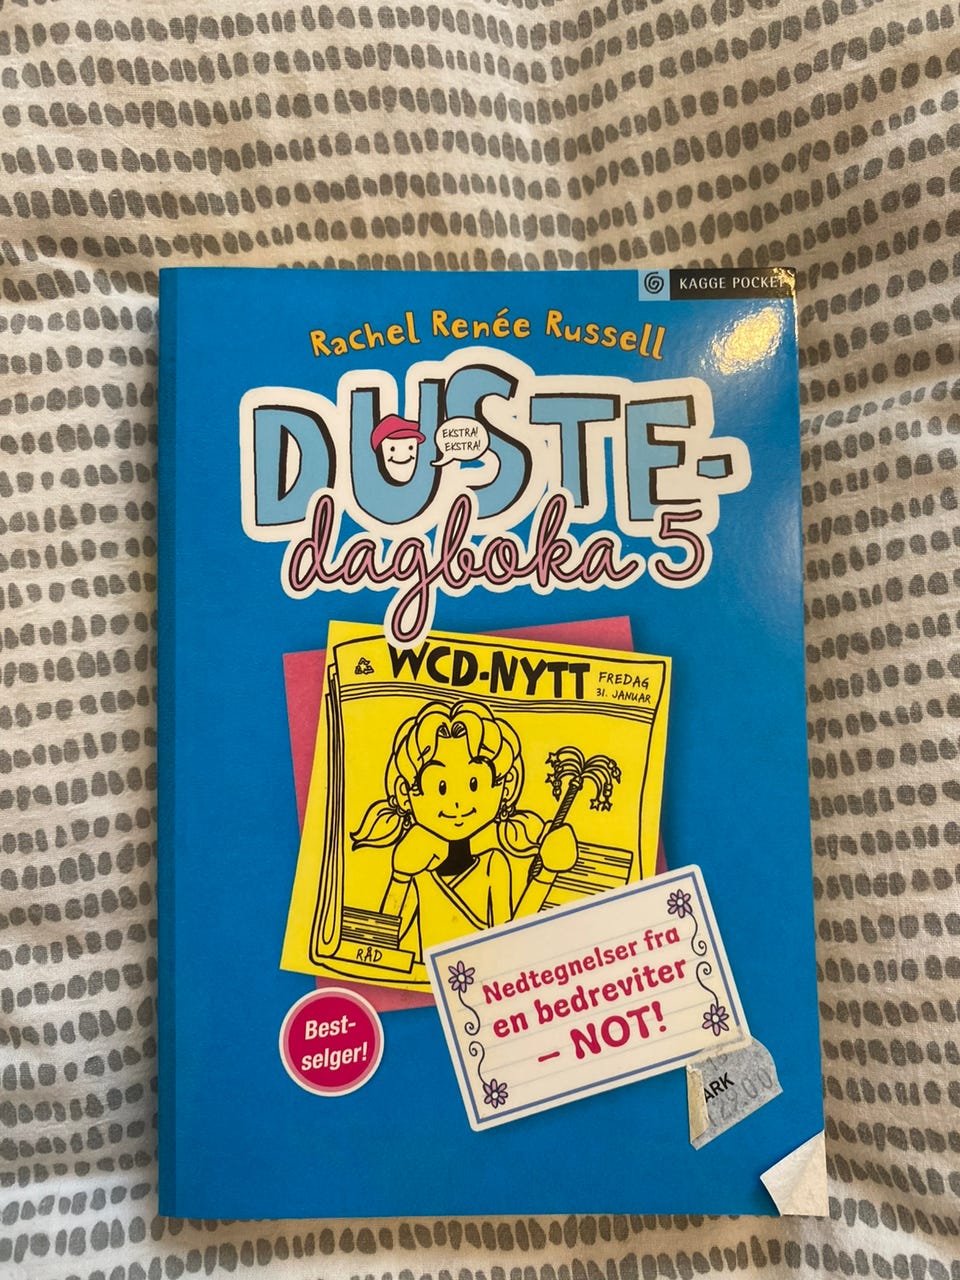 KAGGE POCKET
Rachel Renée Russell
DUSTE-
EKSTRA!
EKSTRA!
dagboka 5
WCD-NYTT
FREDAG
31. JANUAR
RÅD
Nedtegnelser fra
en bedreviter
– NOT!
Best-
selger!
ARK